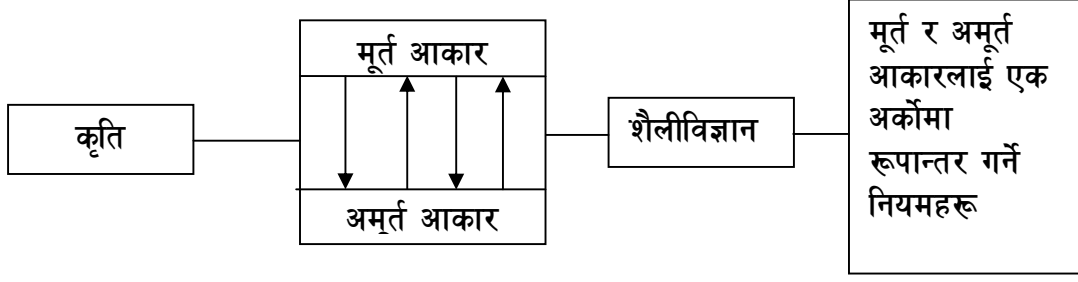 कृति
मूर्त आकार
अमूर्त आकार
शैलीविज्ञान
मूर्त र अमूर्त
आकारलाई एक
अर्कोमा
रूपान्तर गर्ने
नियमहरू